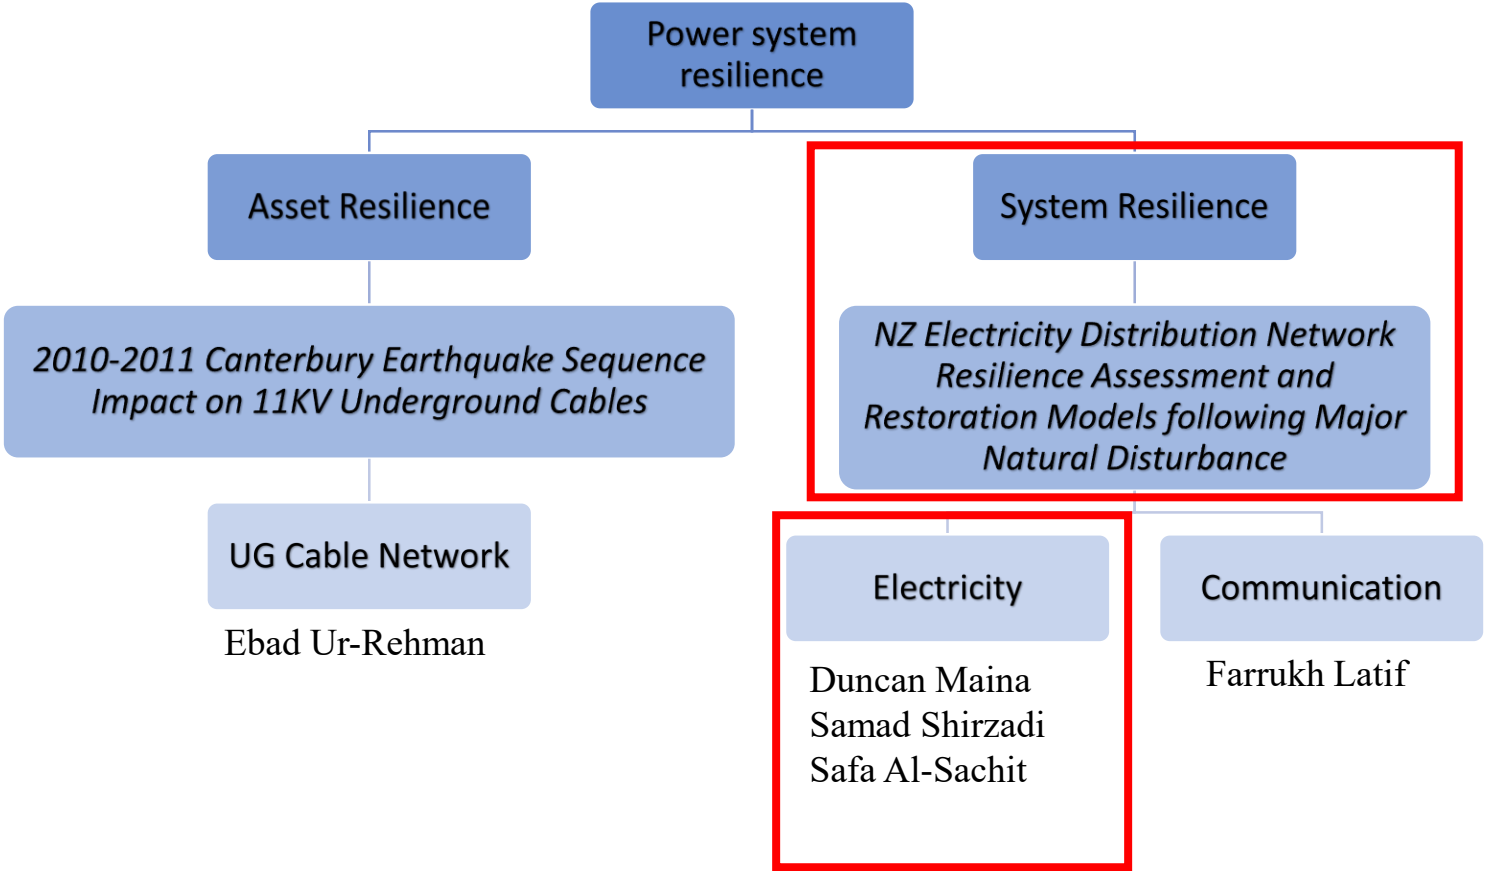 Power system
resilience
Asset Resilience
System Resilience
2010-2011 Canterbury Earthquake Sequence
Impact on 11KV Underground Cables
NZ Electricity Distribution Network
Resilience Assessment and
Restoration Models following Major
Natural Disturbance
UG Cable Network
Ebad Ur-Rehman
Electricity
Duncan Maina
Samad Shirzadi
Safa Al-Sachit
Communication
Farrukh Latif